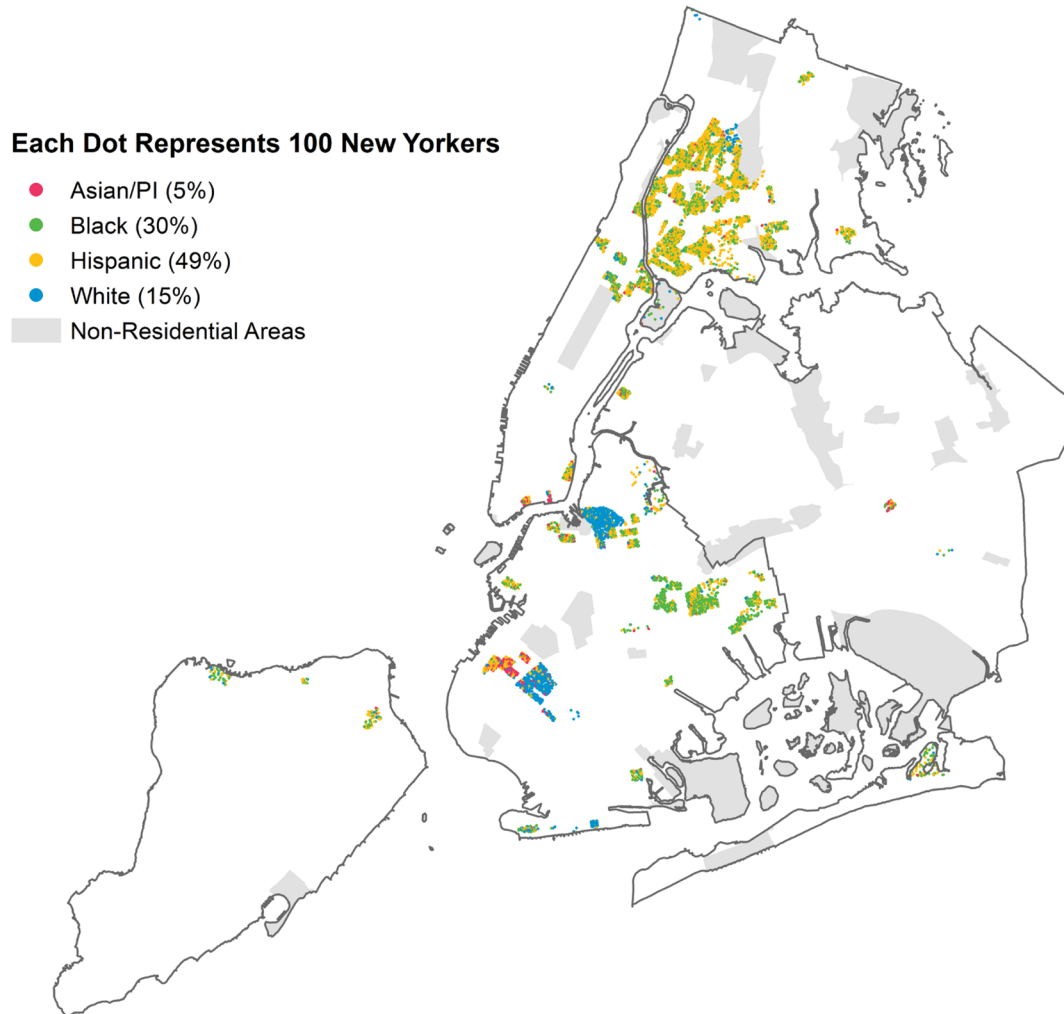 Each Dot Represents 100 New Yorkers
Asian/PI (5%)
Black (30%)
Hispanic (49%)
White (15%)
Non-Residential Areas